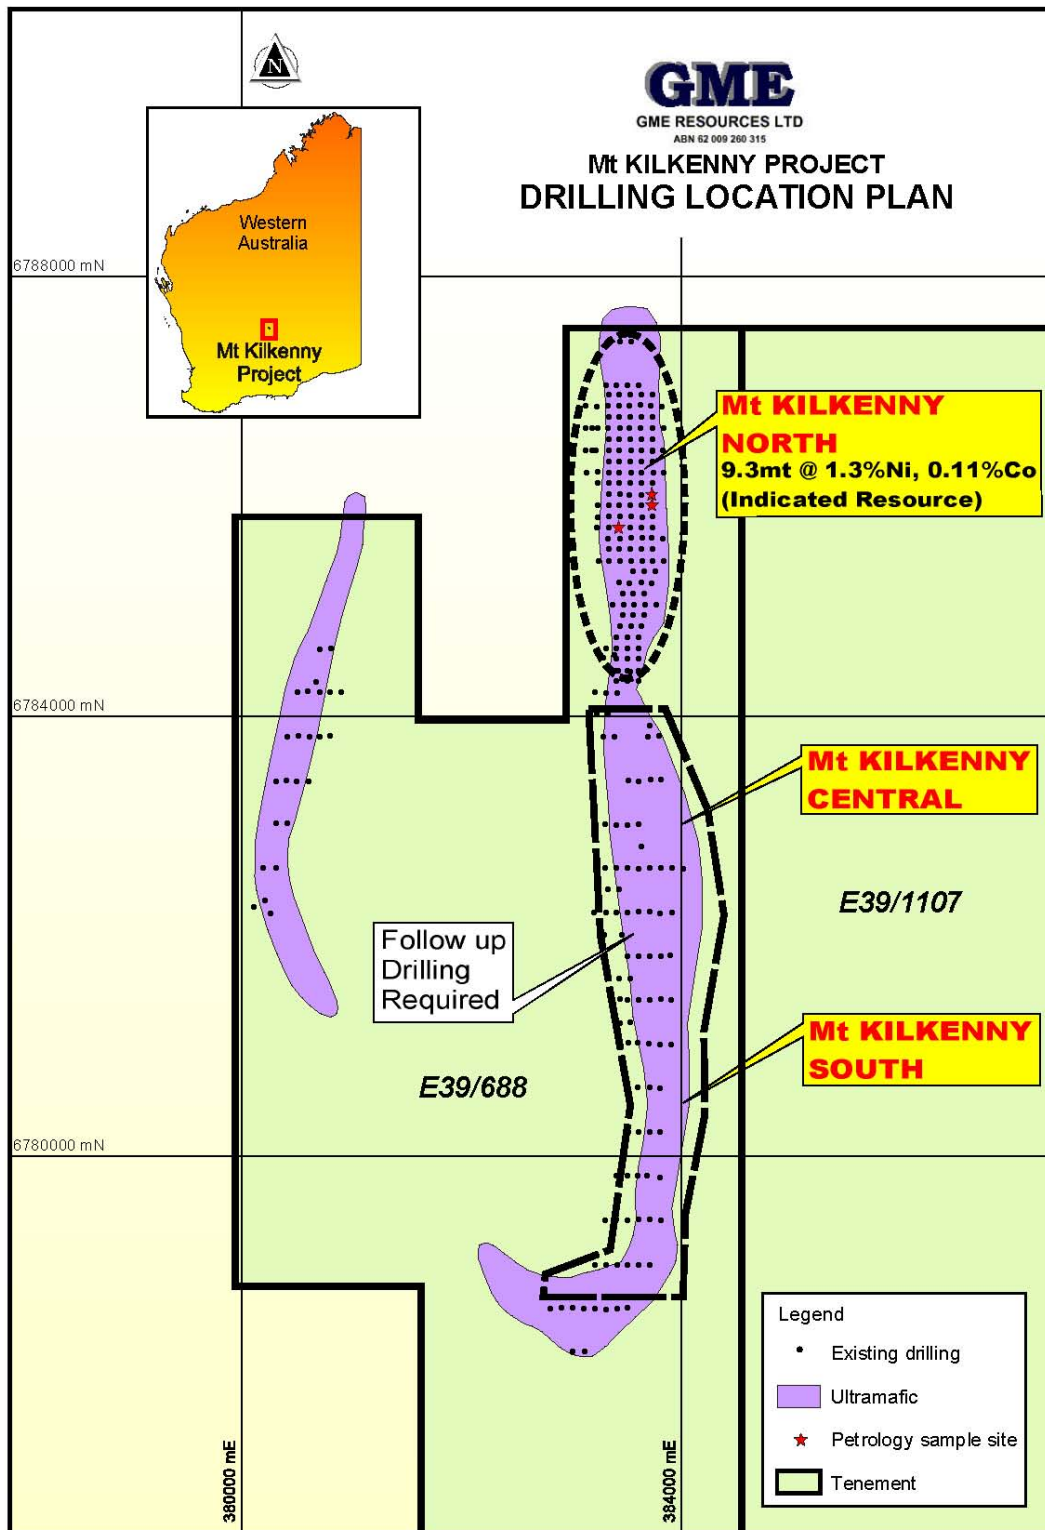 N
GME
GME RESOURCES LTD
ABN 62 009 260 315
Mt KILKENNY PROJECT
DRILLING LOCATION PLAN
Western
Australia
Mt Kilkenny
Project
6788000 mN
Mt KILKENNY
NORTH
9.3mt @ 1.3%Ni, 0.11%Co
(Indicated Resource)
6784000 mN
Mt KILKENNY
CENTRAL
E39/1107
Follow up
Drilling
Required
Mt KILKENNY
SOUTH
E39/688
6780000 mN
380000 mE
384000 mE
Legend
Existing drilling
Ultramafic
Petrology sample site
Tenement